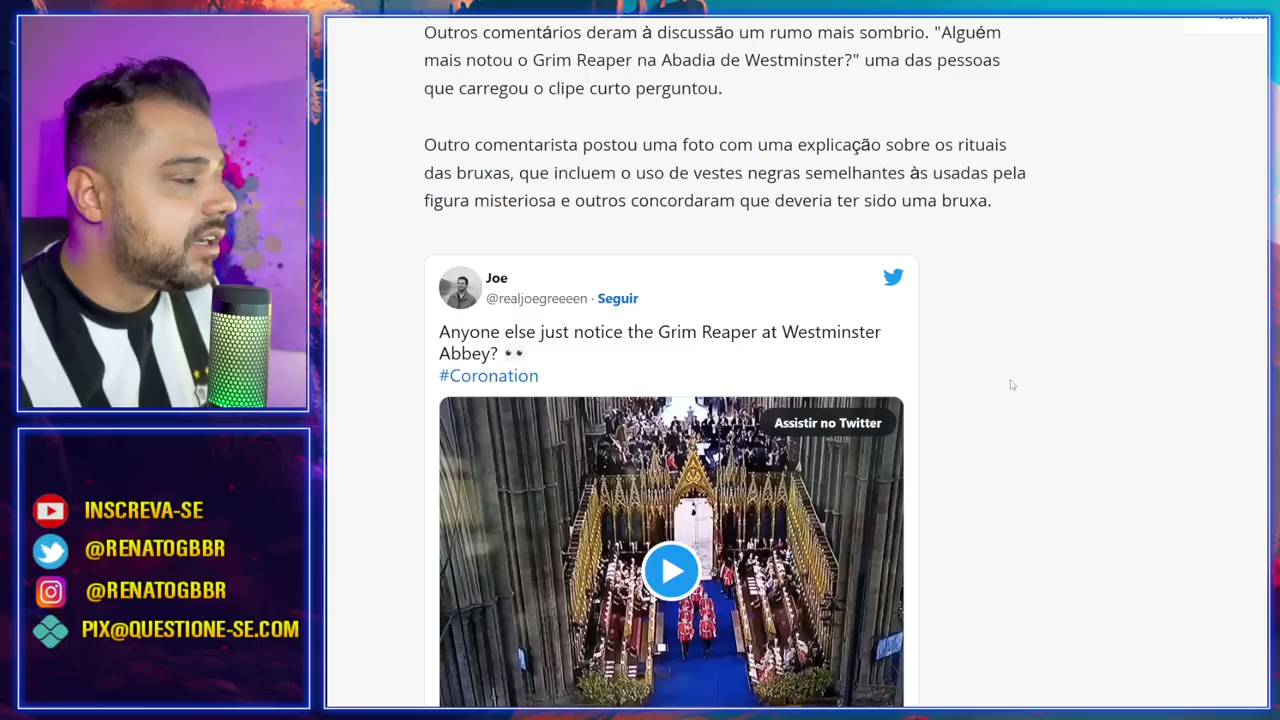 Outros comentários deram à discussão um rumo mais sombrio. "Alguém
mais notou o Grim Reaper na Abadia de Westminster?" uma das pessoas
que carregou o clipe curto perguntou.
Outro comentarista postou uma foto com uma explicação sobre os rituais
das bruxas, que incluem o uso de vestes negras semelhantes às usadas pela
figura misteriosa e outros concordaram que deveria ter sido uma bruxa.
Joe
@realjoegreeeen · Seguir
Anyone else just notice the Grim Reaper at Westminster
Abbey? 👀
#Coronation
Assistir no Twitter
INSCREVA-SE
@RENATOGBBR
@RENATOGBBR
PIX@QUESTIONE-SE.COM